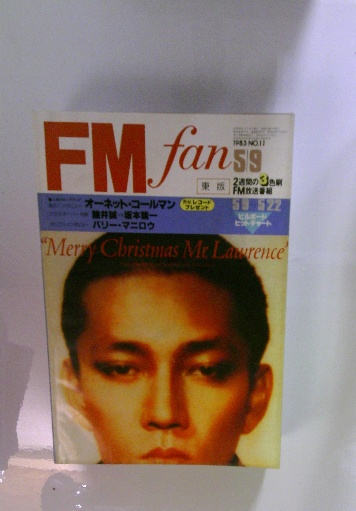 FM fan
1983 NO.11
5/9
東版
2週間の3色刷
FM放送番組
オーネット・コールマン
レコード
プレゼント
5/9 5/22
坂本龍一
ビルボード
バリー・マニロウ
ヒットチャート
"Merry Christmas Mr. Lawrence"